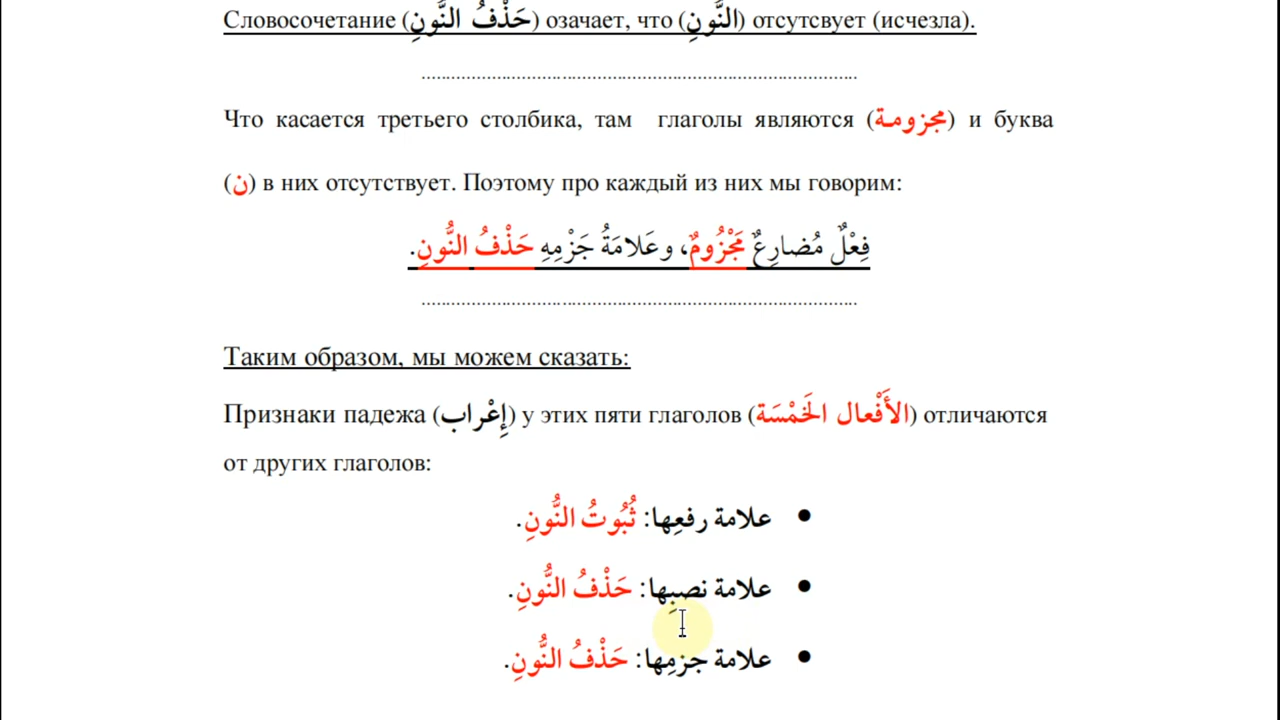 Словосочетание (حَذْفُ النُّونِ) озачает, что (النُّونِ) отсутсвует (исчезла).
Что касается третьего столбика, там глаголы являются (مجزومة) и буква
(ن) в них отсутствует. Поэтому про каждый из них мы говорим:
فِعْلٌ مُضارِعٌ مَجْزُومٌ، وعَلامَةُ جَزْمِهِ حَذْفُ النُّونِ.
Таким образом, мы можем сказать:
Признаки падежа (إِعْراب) у этих пяти глаголов (الأَفْعال الخَمْسَة) отличаются
от других глаголов:
• علامة رفعِها: ثُبُوتُ النُّونِ.
• علامة نصبِها: حَذْفُ النُّونِ.
• علامة جزمِها: حَذْفُ النُّونِ.